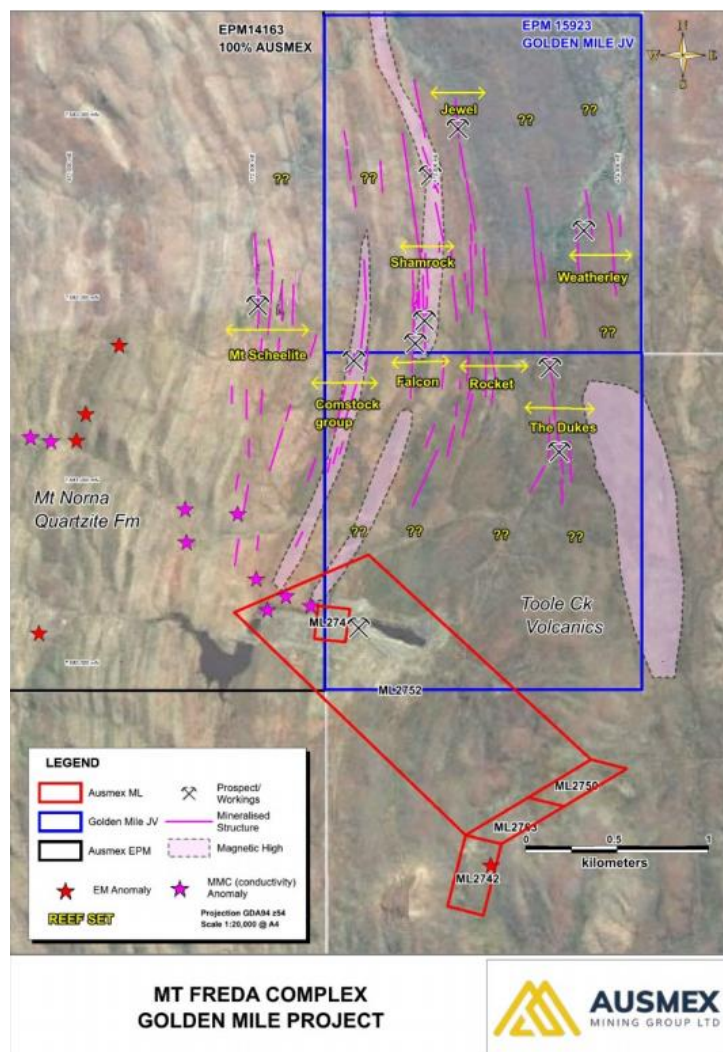 EPM14163
100% AUSMEX
EPM 15923
GOLDEN MILE JV
N
W
E
S
Jewel
??
??
??
??
Shamrock
Weatherley
??
Mt Scheelite
Falcon
Rocket
Comstock
group
The Dukes
Mt Norna
Quartzite Fm
??
??
??
??
Toole Ck
Volcanics
ML274
ML2752
ML2750
ML2763
ML2742
0
0.5
1
kilometers
LEGEND
Ausmex ML
Prospect/
Workings
Golden Mile JV
Mineralised
Structure
Ausmex EPM
Magnetic High
EM Anomaly
MMC (conductivity)
Anomaly
REEF SET
Projection GDA94 z54
Scale 1:20,000 @ A4
MT FREDA COMPLEX
GOLDEN MILE PROJECT
AUSMEX
MINING GROUP LTD